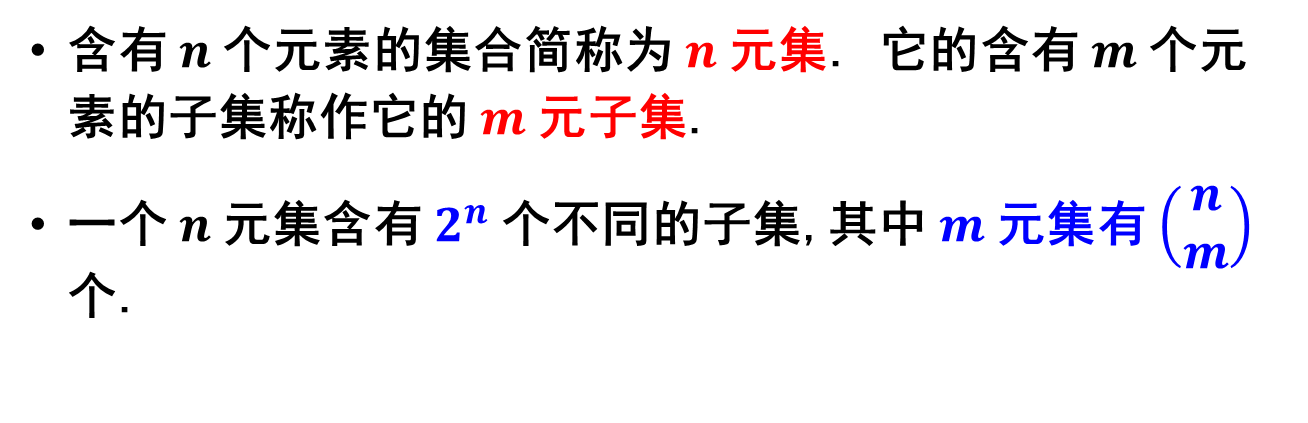 • 含有 n 个元素的集合简称为 n 元集. 它的含有 m 个元
素的子集称作它的 m 元子集.
• 一个 n 元集含有 2ⁿ 个不同的子集, 其中 m 元集有 (n m)
个.